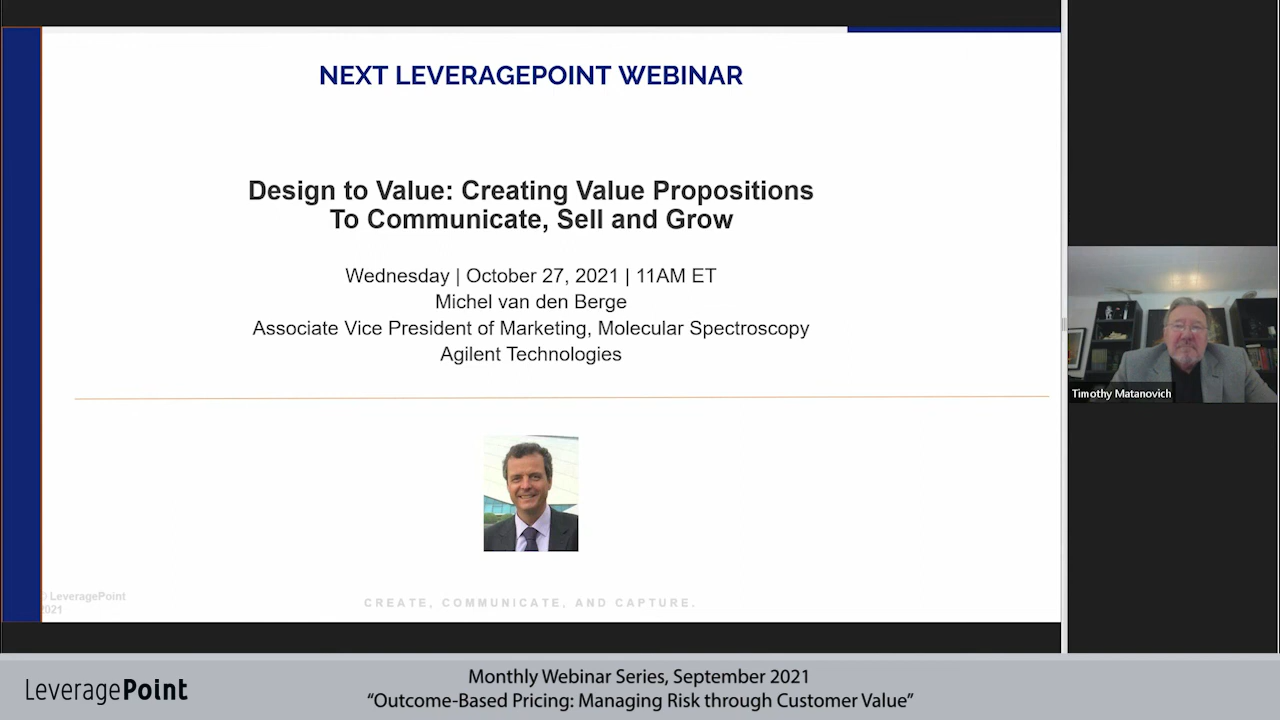 NEXT LEVERAGEPOINT WEBINAR
Design to Value: Creating Value Propositions
To Communicate, Sell and Grow
Wednesday | October 27, 2021 | 11AM ET
Michel van den Berge
Associate Vice President of Marketing, Molecular Spectroscopy
Agilent Technologies
LeveragePoint
2021
CREATE, COMMUNICATE, AND CAPTURE.
Timothy Matanovich
LeveragePoint
Monthly Webinar Series, September 2021
“Outcome-Based Pricing: Managing Risk through Customer Value”